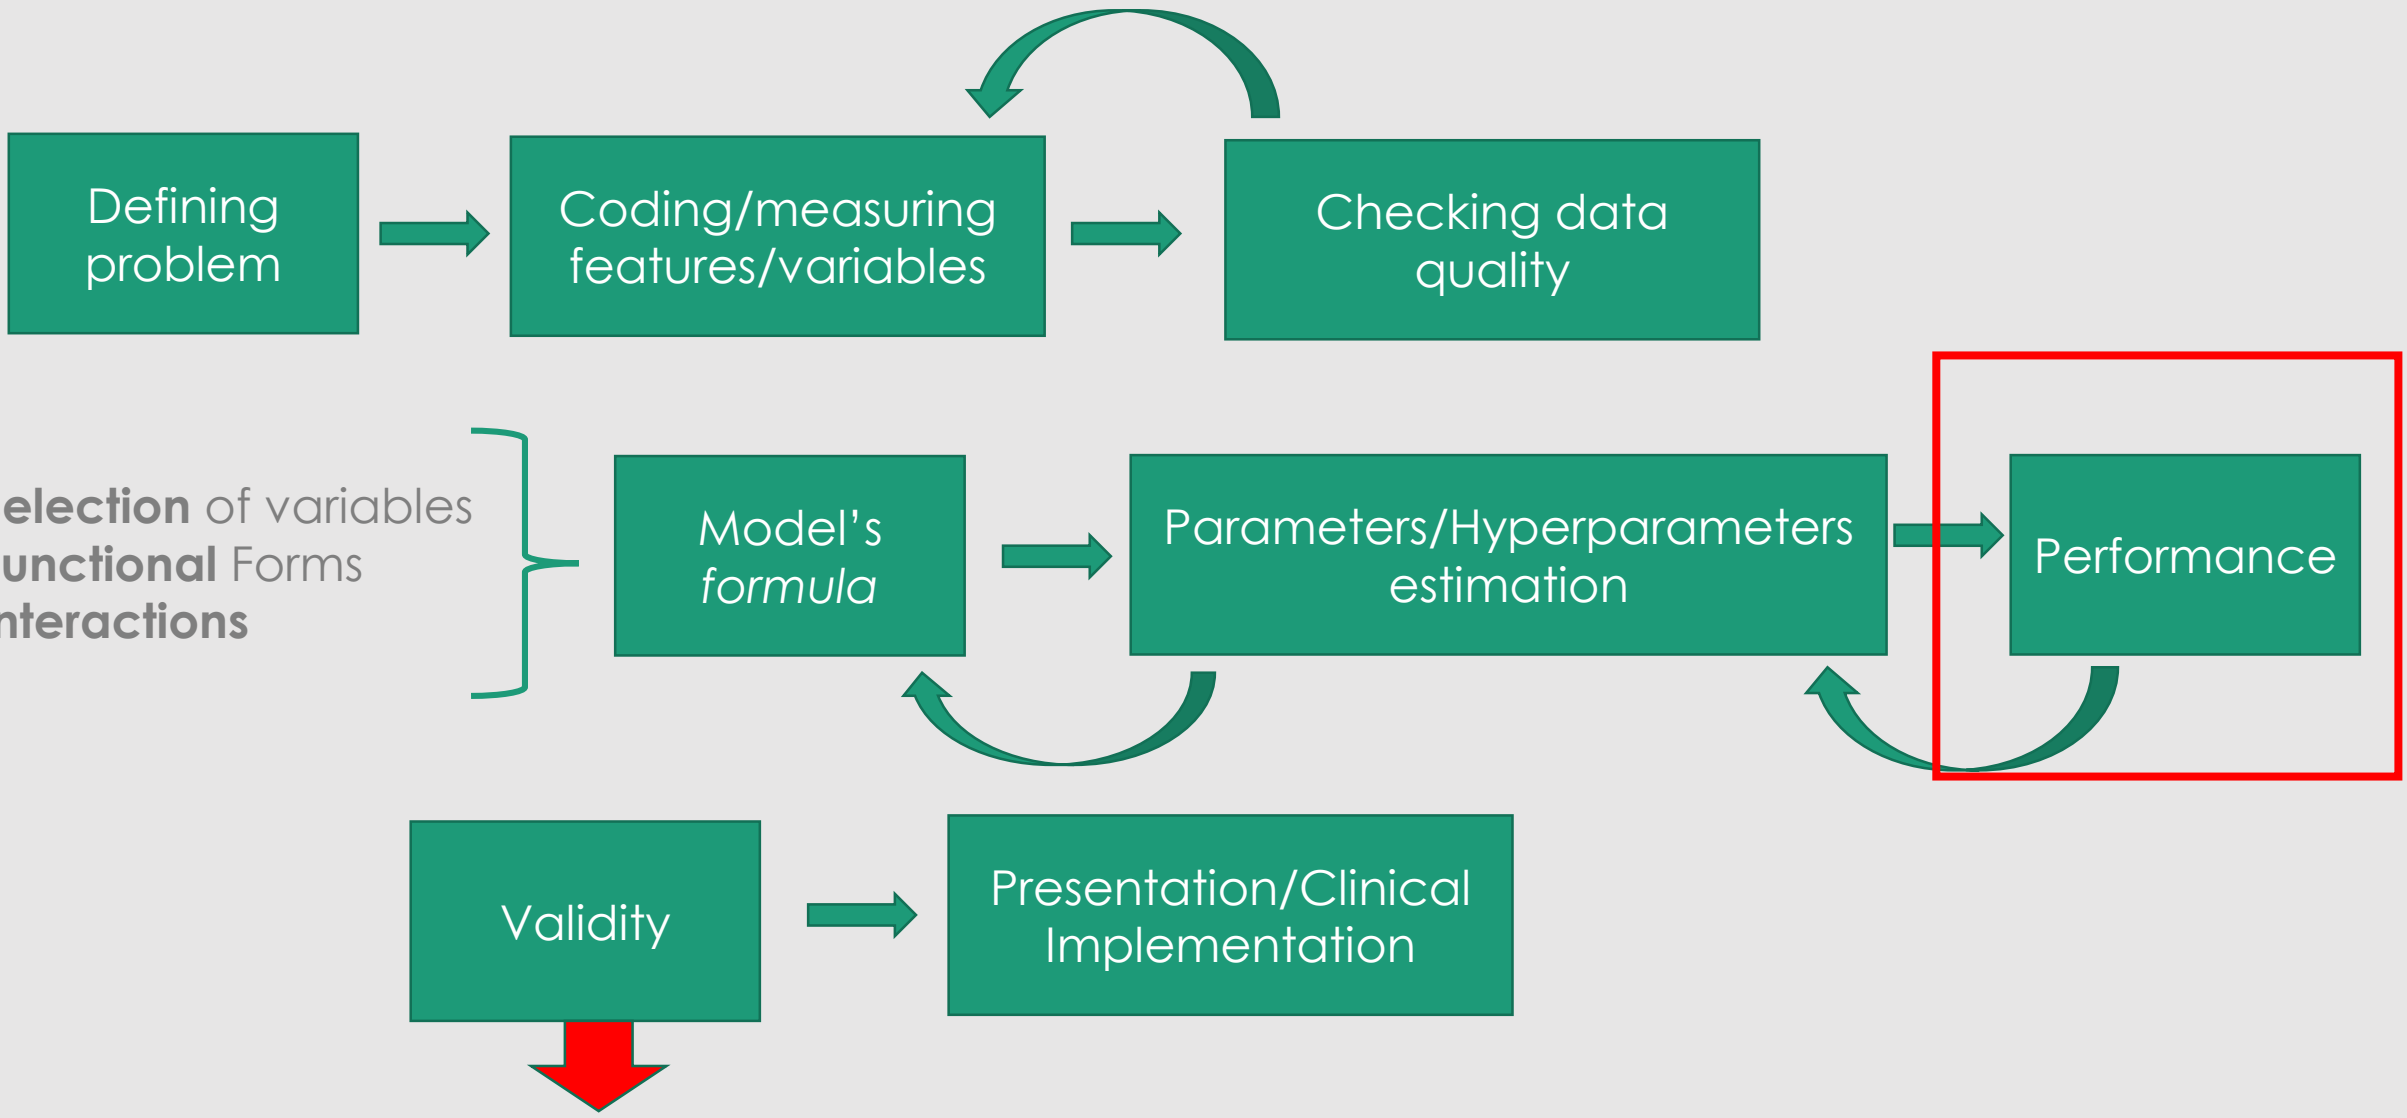 Defining
problem
Coding/measuring
features/variables
Checking data
quality
election of variables
unctional Forms
nteractions
Model’s
formula
Parameters/Hyperparameters
estimation
Performance
Validity
Presentation/Clinical
Implementation